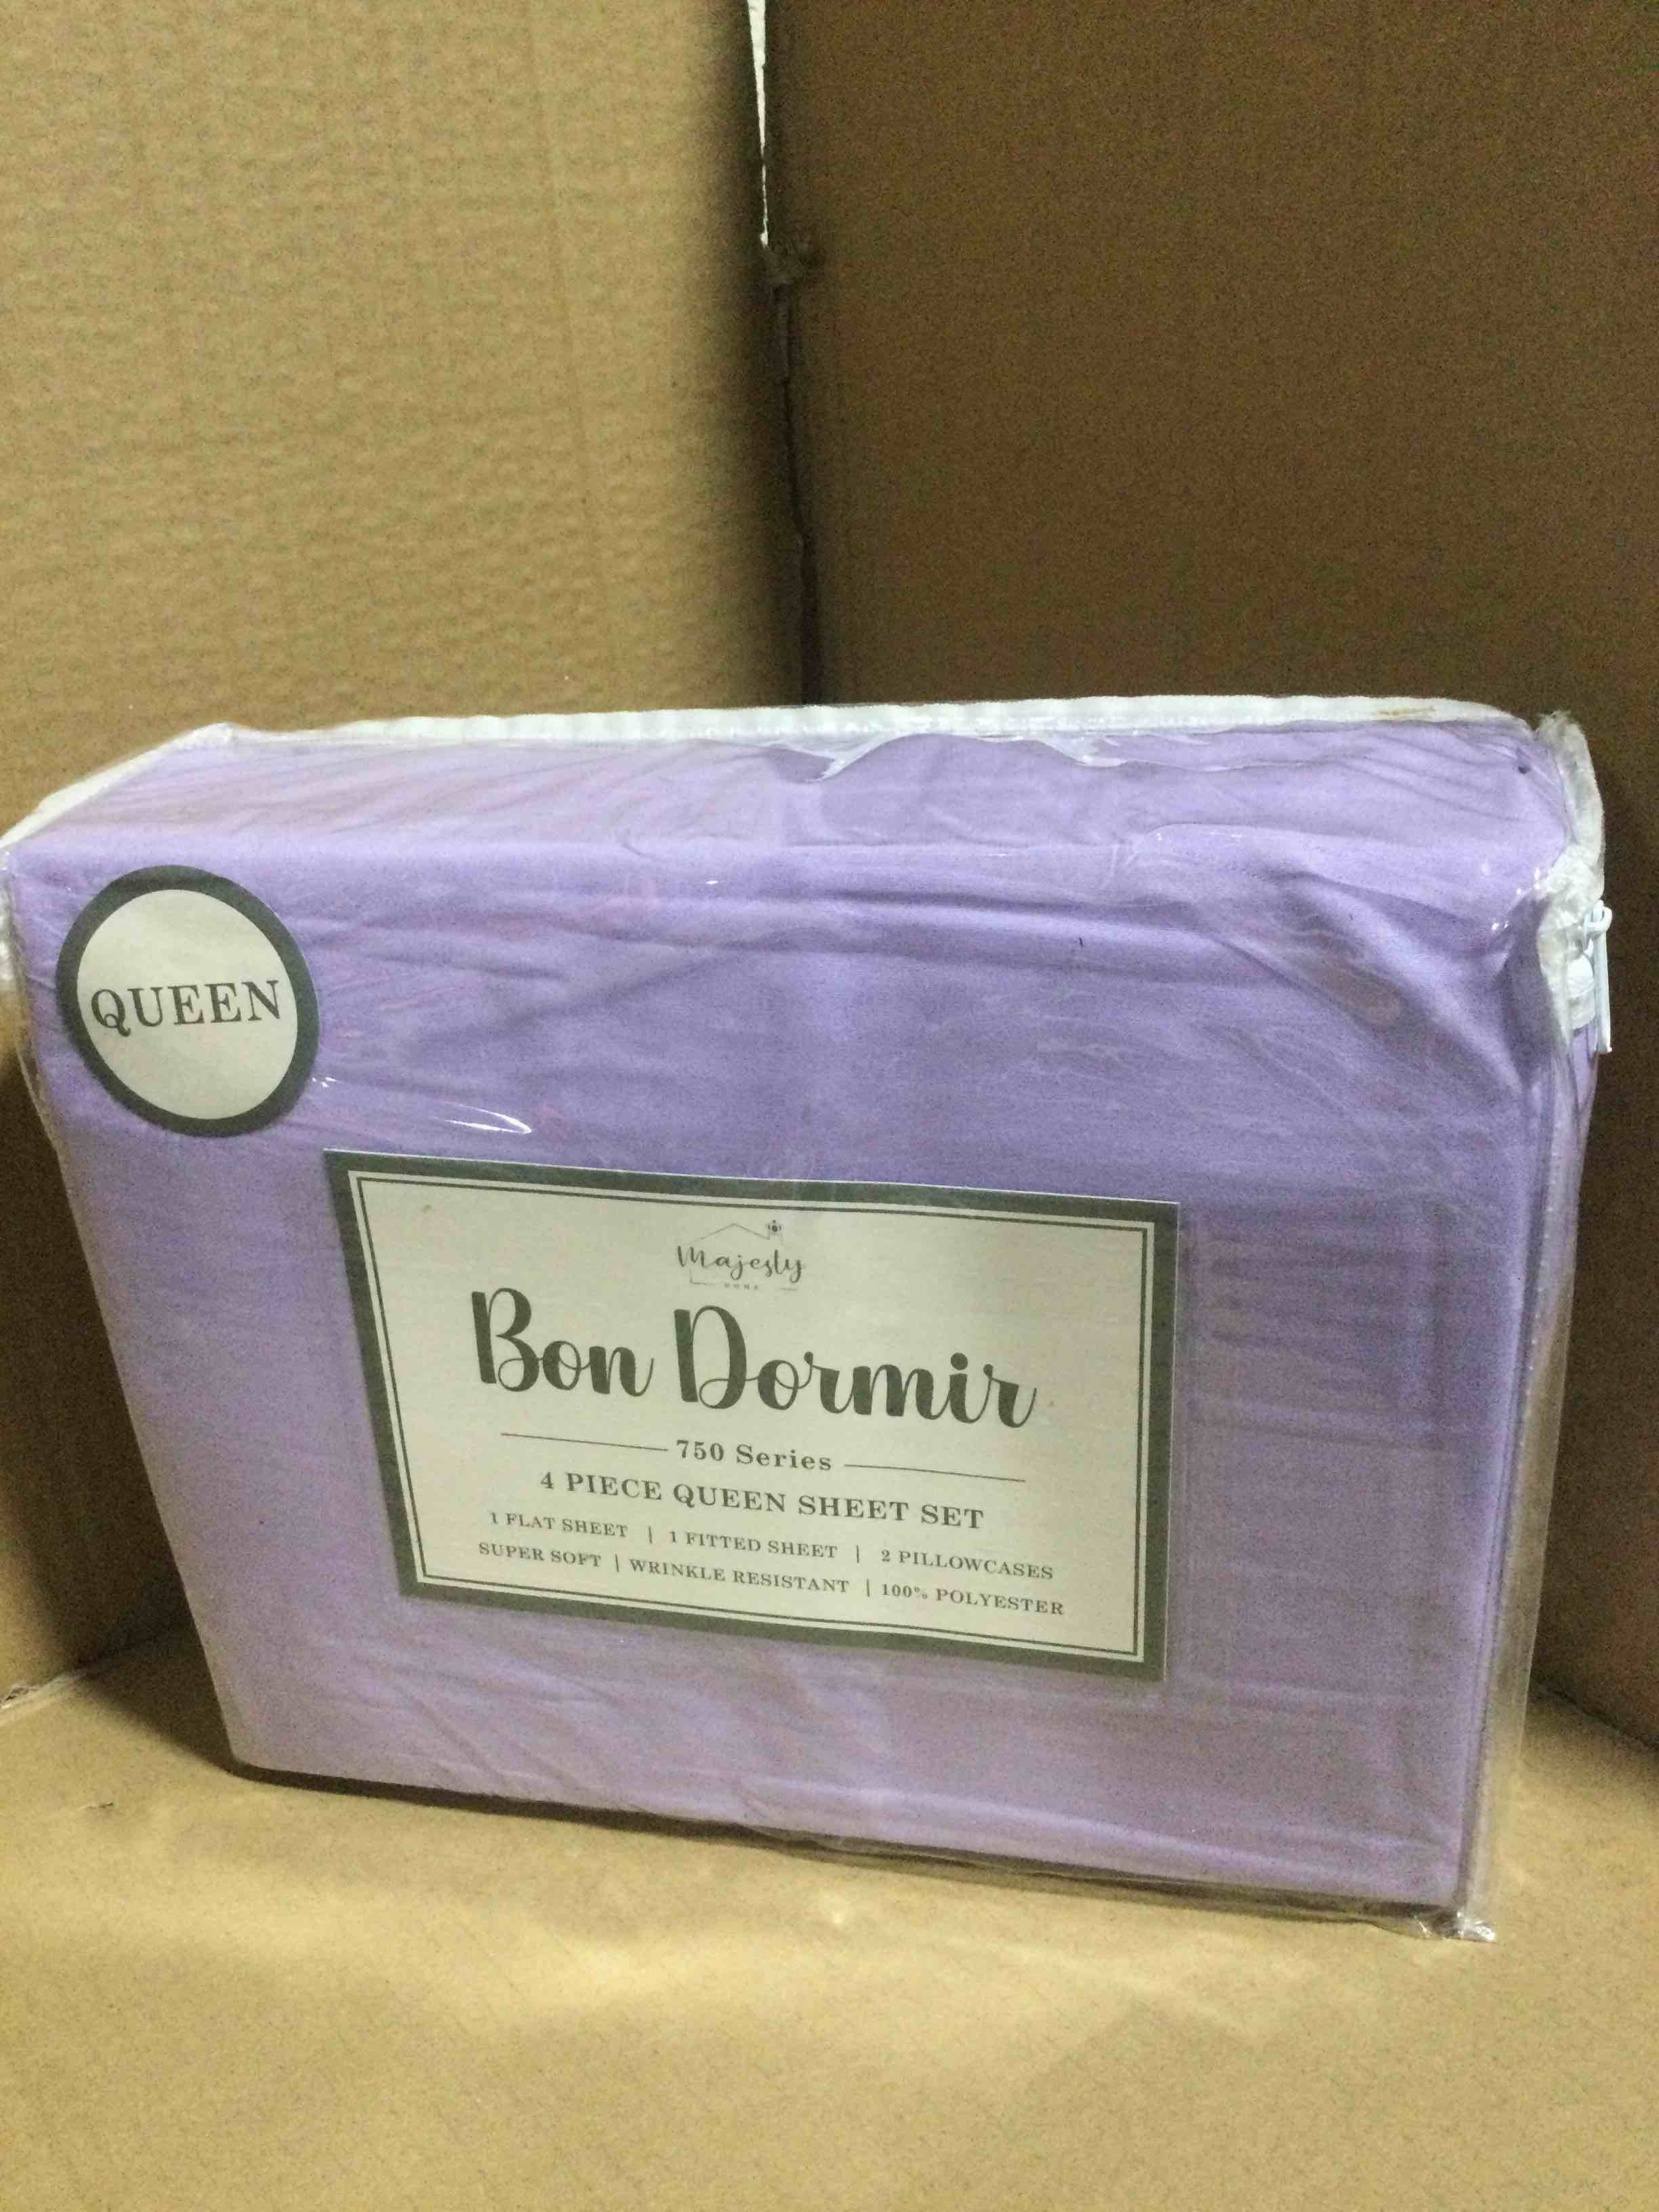 QUEEN
Majesty
HOME
Bon Dormir
750 Series
4 PIECE QUEEN SHEET SET
1 FLAT SHEET | 1 FITTED SHEET | 2 PILLOWCASES
SUPER SOFT | WRINKLE RESISTANT | 100% POLYESTER